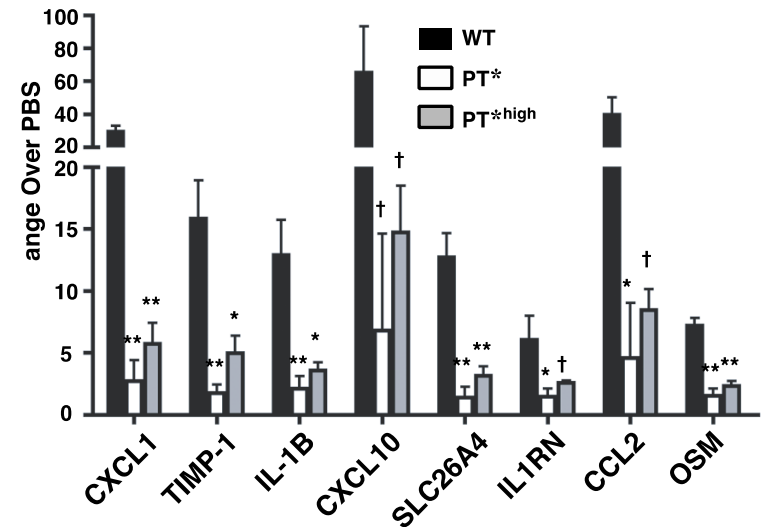 100
80
60
40
20
20
15
10
5
0
ange Over PBS
WT
PT*
PT*high
** **
** *
** *
† †
** **
* †
* †
** **
CXCL1
TIMP-1
IL-1B
CXCL10
SLC26A4
IL1RN
CCL2
OSM